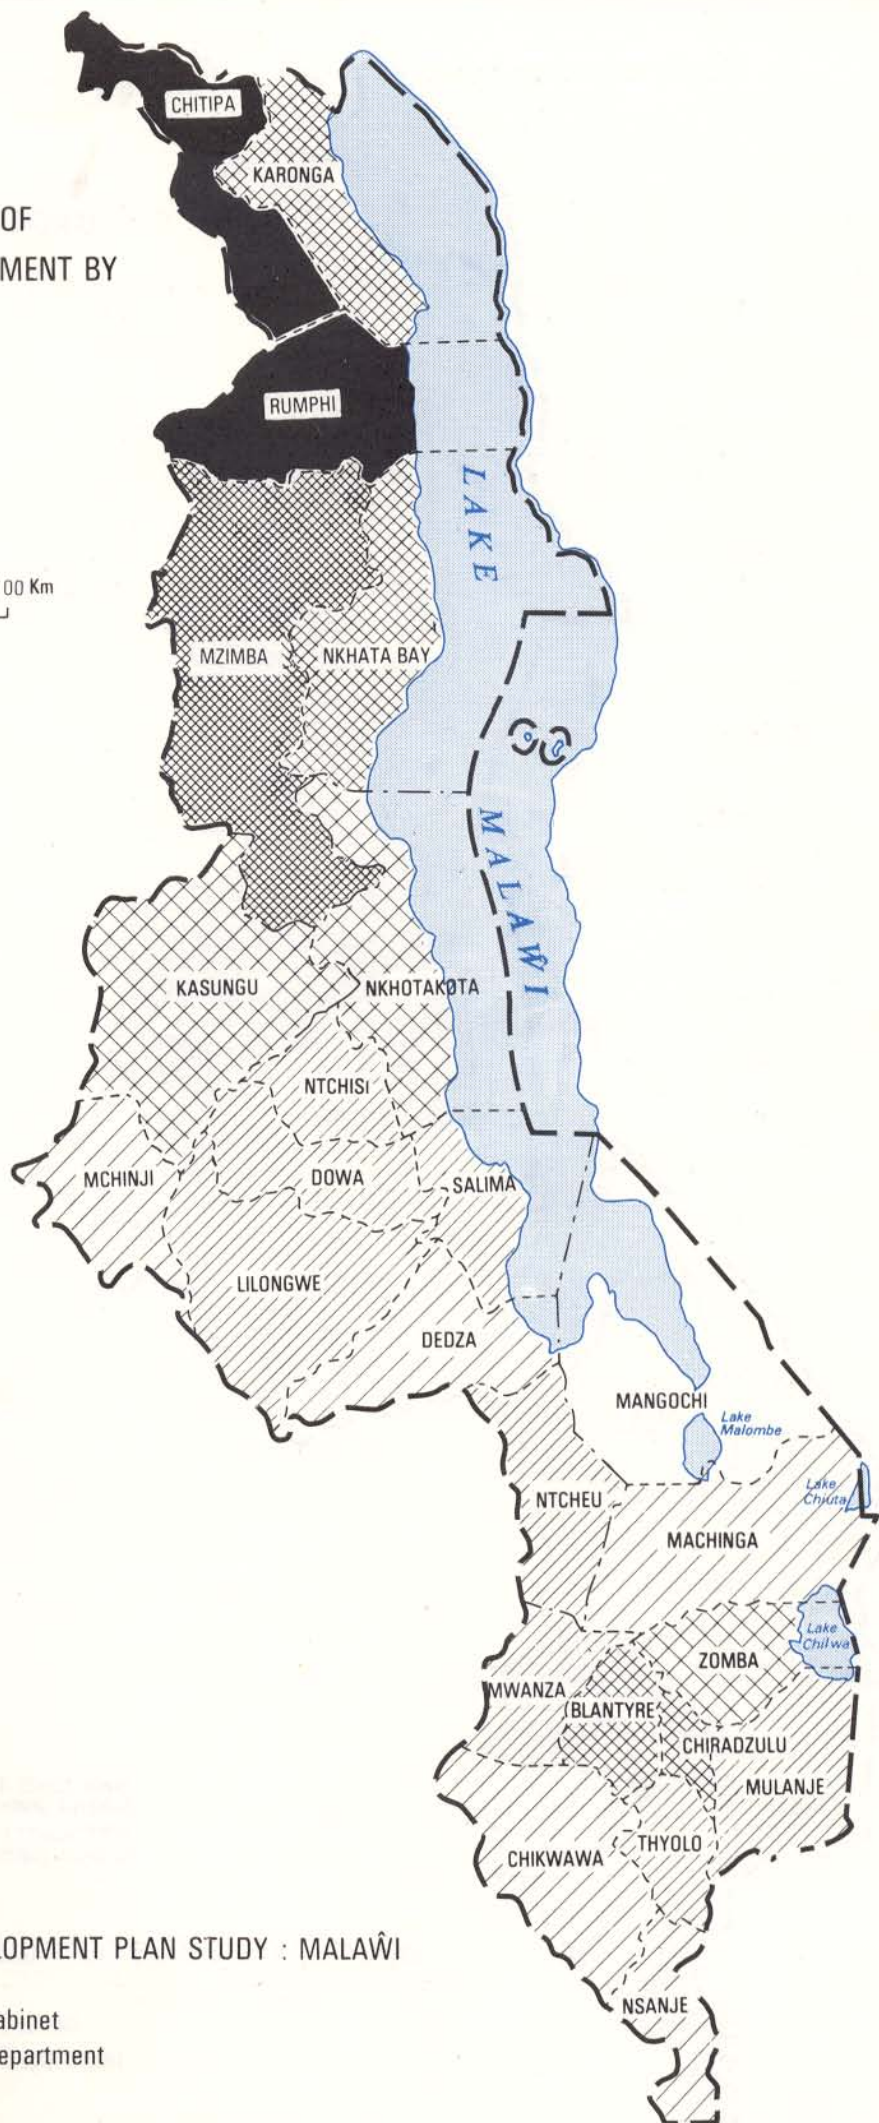 CHITIPA
KARONGA
OF
MENT BY
RUMPHI
LAKE
00 Km
MZIMBA
NKHATA BAY
MALAŴI
KASUNGU
NKHOTAKOTA
NTCHISI
MCHINJI
DOWA
SALIMA
LILONGWE
DEDZA
MANGOCHI
Lake
Malombe
NTCHEU
Lake
Chiuta
MACHINGA
Lake
Chilwa
ZOMBA
MWANZA
BLANTYRE
CHIRADZULU
MULANJE
THYOLO
CHIKWAWA
LOPMENT PLAN STUDY : MALAŴI
NSANJE
abinet
epartment